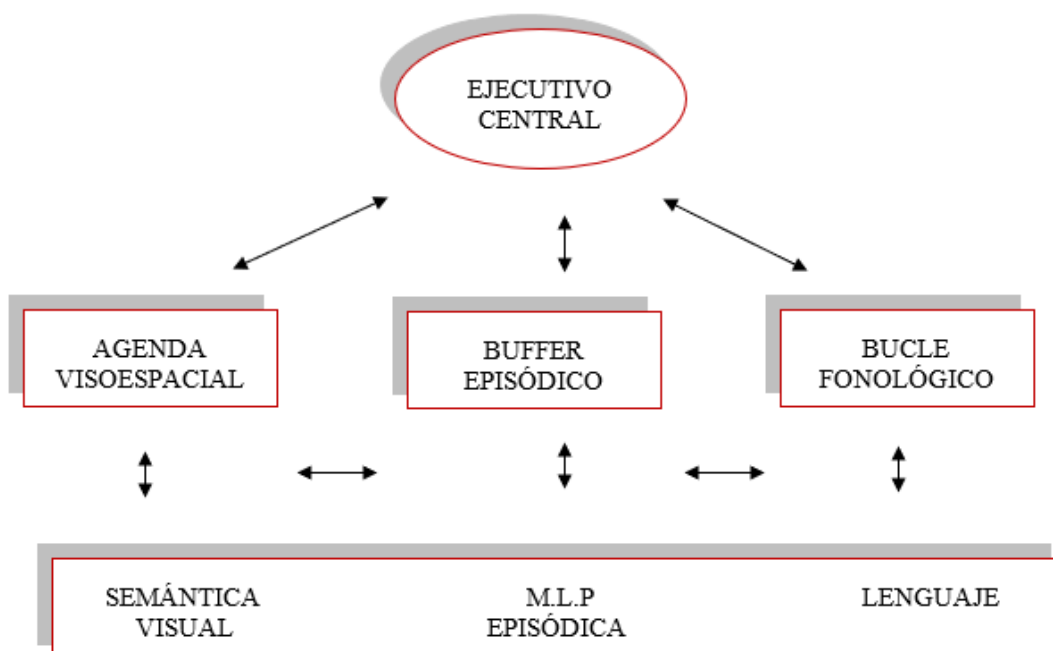 EJECUTIVO
CENTRAL
AGENDA
VISOESPACIAL
BUFFER
EPISÓDICO
BUCLE
FONOLÓGICO
SEMÁNTICA
VISUAL
M.L.P
EPISÓDICA
LENGUAJE